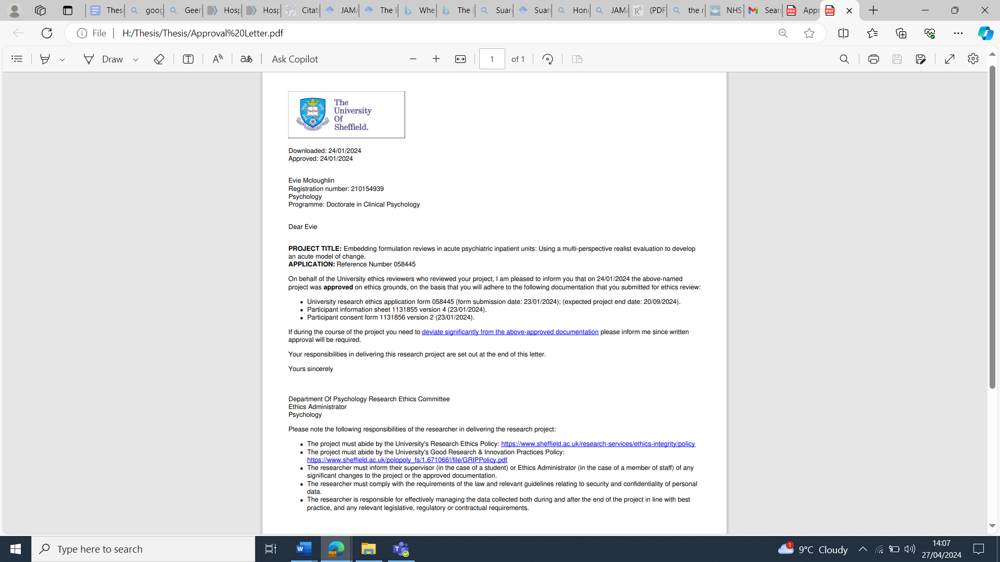 Thesi
goog
Geer
Hosp
Hosp
Citati
JAMA
The E
Whe
The E
Suar
Suar
Hong
JAMA
(PDF
the r
NHS
Searc
Appr
File
H:/Thesis/Thesis/Approval%20Letter.pdf
Draw
Ask Copilot
1
of 1
The
University
Of
Sheffield.
Downloaded: 24/01/2024
Approved: 24/01/2024
Evie Mcloughlin
Registration number: 210154939
Psychology
Programme: Doctorate in Clinical Psychology
Dear Evie
PROJECT TITLE: Embedding formulation reviews in acute psychiatric inpatient units: Using a multi-perspective realist evaluation to develop
an acute model of change.
APPLICATION: Reference Number 058445
On behalf of the University ethics reviewers who reviewed your project, I am pleased to inform you that on 24/01/2024 the above-named
project was approved on ethics grounds, on the basis that you will adhere to the following documentation that you submitted for ethics review:
• University research ethics application form 058445 (form submission date: 23/01/2024); (expected project end date: 20/09/2024).
• Participant information sheet 1131855 version 4 (23/01/2024).
• Participant consent form 1131856 version 2 (23/01/2024).
If during the course of the project you need to deviate significantly from the above-approved documentation please inform me since written
approval will be required.
Your responsibilities in delivering this research project are set out at the end of this letter.
Yours sincerely
Department Of Psychology Research Ethics Committee
Ethics Administrator
Psychology
Please note the following responsibilities of the researcher in delivering the research project:
• The project must abide by the University's Research Ethics Policy: https://www.sheffield.ac.uk/research-services/ethics-integrity/policy
• The project must abide by the University's Good Research & Innovation Practices Policy:
https://www.sheffield.ac.uk/polopoly_fs/1.671066!/file/GRIPPolicy.pdf
• The researcher must inform their supervisor (in the case of a student) or Ethics Administrator (in the case of a member of staff) of any
significant changes to the project or the approved documentation.
• The researcher must comply with the requirements of the law and relevant guidelines relating to security and confidentiality of personal
data.
• The researcher is responsible for effectively managing the data collected both during and after the end of the project in line with best
practice, and any relevant legislative, regulatory or contractual requirements.
Type here to search
1
9°C Cloudy
14:07
27/04/2024